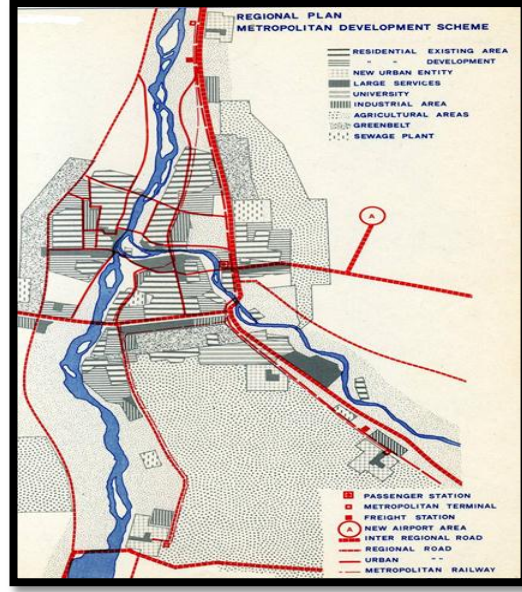 REGIONAL PLAN
METROPOLITAN DEVELOPMENT SCHEME
RESIDENTIAL EXISTING AREA
" " DEVELOPMENT
NEW URBAN ENTITY
LARGE SERVICES
UNIVERSITY
INDUSTRIAL AREA
AGRICULTURAL AREAS
GREENBELT
SEWAGE PLANT
A
PASSENGER STATION
METROPOLITAN TERMINAL
FREIGHT STATION
A NEW AIRPORT AREA
INTER REGIONAL ROAD
REGIONAL ROAD
URBAN " "
METROPOLITAN RAILWAY